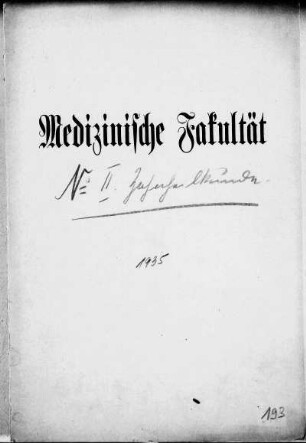 Medizinische Fakultät
No II. Zahnheilkunde.
1935
193